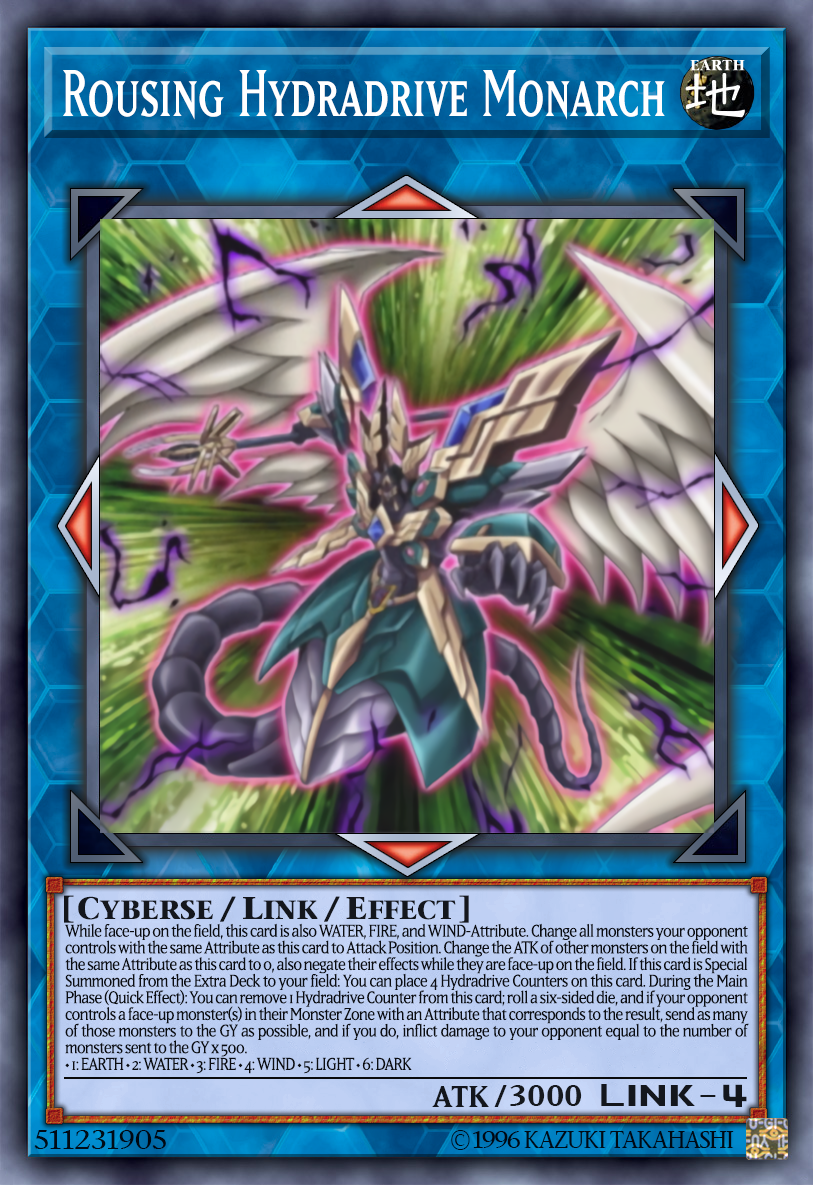 Rousing Hydradrive Monarch
EARTH
地
[Cyberse / Link / Effect]
While face-up on the field, this card is also WATER, FIRE, and WIND-Attribute. Change all monsters your opponent
controls with the same Attribute as this card to Attack Position. Change the ATK of other monsters on the field with
the same Attribute as this card to 0, also negate their effects while they are face-up on the field. If this card is Special
Summoned from the Extra Deck to your field: You can place 4 Hydradrive Counters on this card. During the Main
Phase (Quick Effect): You can remove 1 Hydradrive Counter from this card; roll a six-sided die, and if your opponent
controls a face-up monster(s) in their Monster Zone with an Attribute that corresponds to the result, send as many
of those monsters to the GY as possible, and if you do, inflict damage to your opponent equal to the number of
monsters sent to the GY x 500.
• 1: EARTH • 2: WATER • 3: FIRE • 4: WIND • 5: LIGHT • 6: DARK
ATK / 3000 LINK-4
511231905
©1996 KAZUKI TAKAHASHI